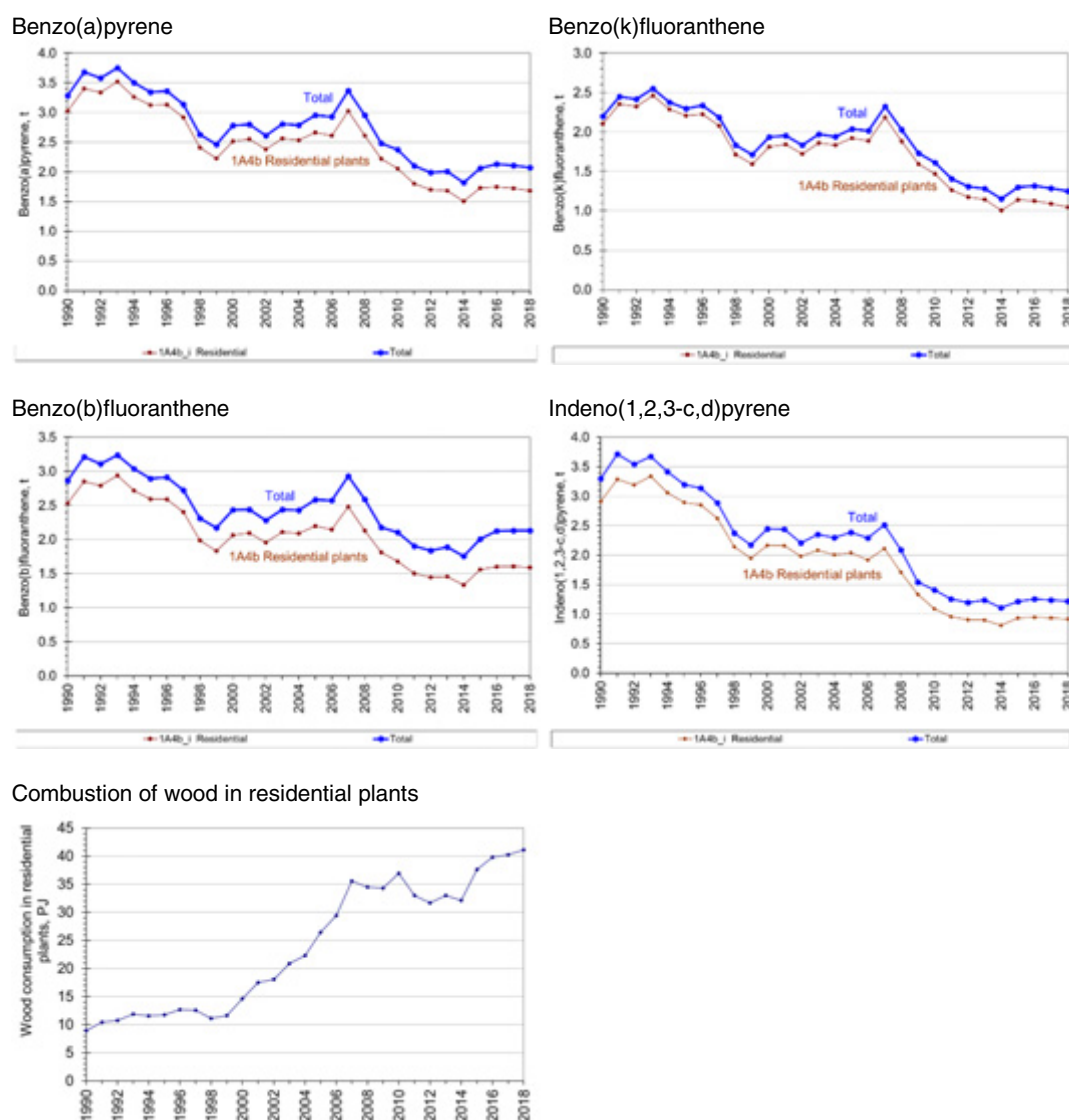 Benzo(a)pyrene
4.0
3.5
3.0
2.5
2.0
1.5
1.0
0.5
0.0
Benzo(a)pyrene, t
Total
1A4b Residential plants
1990 1992 1994 1996 1998 2000 2002 2004 2006 2008 2010 2012 2014 2016 2018
1A4b_i Residential Total
Benzo(k)fluoranthene
3.0
2.5
2.0
1.5
1.0
0.5
0.0
Benzo(k)fluoranthene, t
Total
1A4b Residential plants
1990 1992 1994 1996 1998 2000 2002 2004 2006 2008 2010 2012 2014 2016 2018
1A4b_i Residential Total
Benzo(b)fluoranthene
3.5
3.0
2.5
2.0
1.5
1.0
0.5
0.0
Benzo(b)fluoranthene, t
Total
1A4b Residential plants
1990 1992 1994 1996 1998 2000 2002 2004 2006 2008 2010 2012 2014 2016 2018
1A4b_i Residential Total
Indeno(1,2,3-c,d)pyrene
4.0
3.5
3.0
2.5
2.0
1.5
1.0
0.5
0.0
Indeno(1,2,3-c,d)pyrene, t
Total
1A4b Residential plants
1990 1992 1994 1996 1998 2000 2002 2004 2006 2008 2010 2012 2014 2016 2018
1A4b_i Residential Total
Combustion of wood in residential plants
45
40
35
30
25
20
15
10
5
0
Wood consumption in residential
plants, PJ
1990 1992 1994 1996 1998 2000 2002 2004 2006 2008 2010 2012 2014 2016 2018